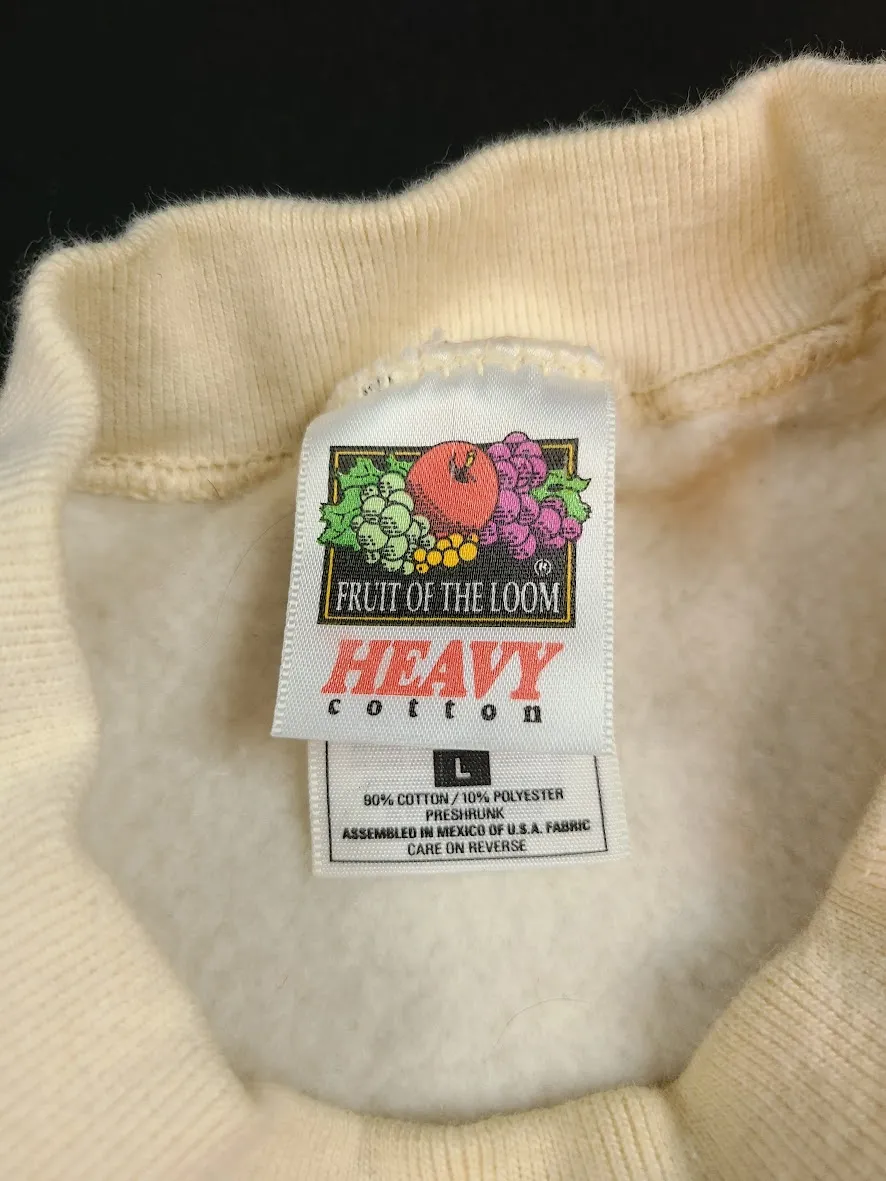 ®
FRUIT OF THE LOOM
HEAVY
cotton
L
90% COTTON / 10% POLYESTER
PRESHRUNK
ASSEMBLED IN MEXICO OF U.S.A. FABRIC
CARE ON REVERSE